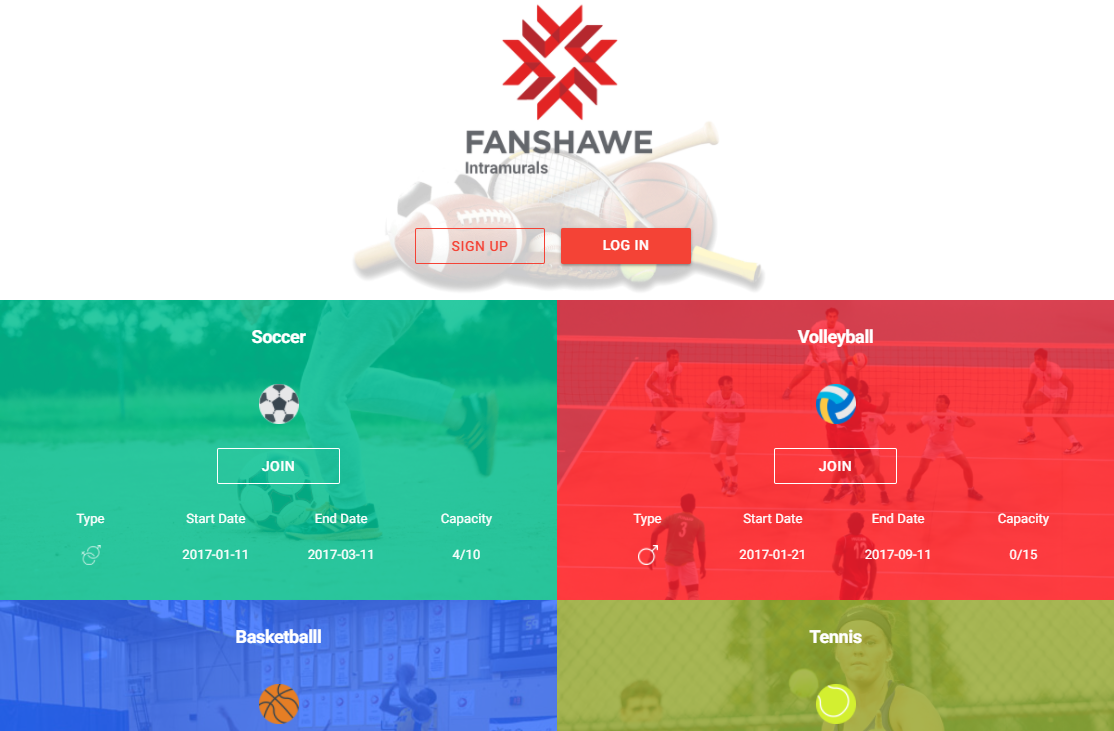 FANSHAWE
Intramurals
SIGN UP
LOG IN
Soccer
JOIN
Type Start Date End Date Capacity
2017-01-11 2017-03-11 4/10
Volleyball
JOIN
Type Start Date End Date Capacity
2017-01-21 2017-09-11 0/15
3
12
Basketballl
Tennis